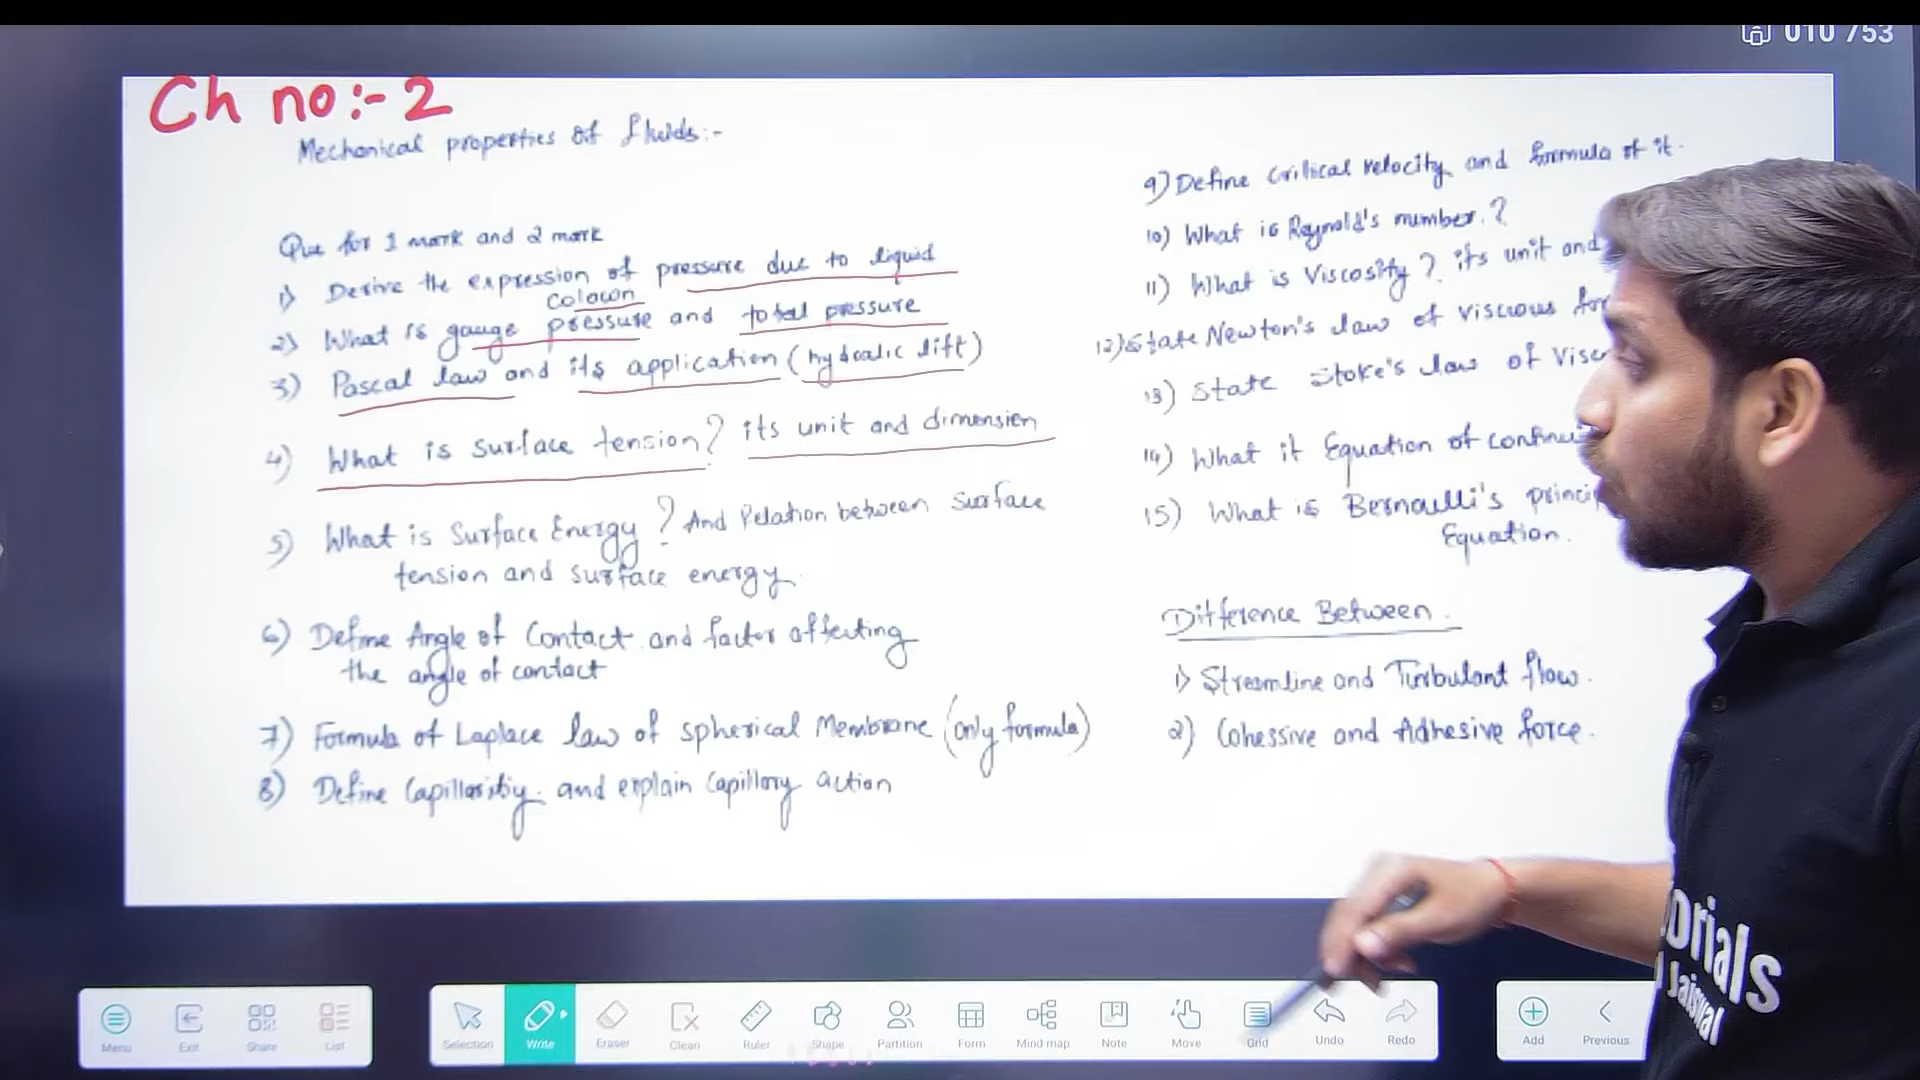 010 753
Ch no:- 2
Mechanical properties of fluids:-
Que for 1 mark and 2 mark
1) Derive the expression of pressure due to liquid
colown
2) What is gauge pressure and total pressure
3) Pascal law and its application (hydralic lift)
4) What is surface tension? its unit and dimension
5) What is Surface Energy? And Relation between surface
tension and surface energy.
6) Define Angle of Contact and factor affecting
the angle of contact
7) Formula of Laplace law of spherical Membrane (only formula)
8) Define Capillarity. and explain Capillary action
9) Define Critical velocity and formula of it.
10) What is Reynold's number.?
11) What is Viscosity? its unit and
12) State Newton's law of viscous
13) State Stoke's law of
14) What it Equation of
15) What is Bernaulli's
Equation.
Difference Between.
1) Streamline and Turbulant flow.
2) Cohessive and Adhesive force.
Menu
Exit
Share
List
Selection
Write
Eraser
Clean
Ruler
Shape
Partition
Form
Mind map
Note
Move
Grid
Undo
Redo
Add
Previous
orials
Jaiswal